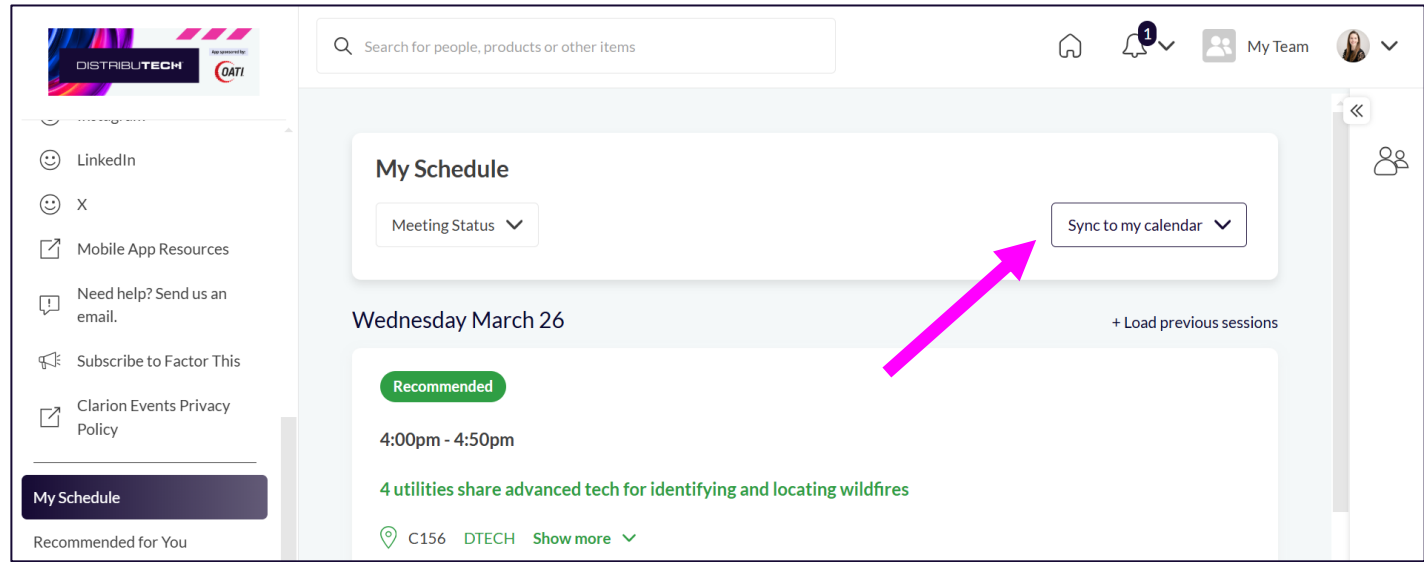 DISTRIBUTECH
App sponsored by:
OATI
Search for people, products or other items
1
My Team
Instagram
LinkedIn
X
Mobile App Resources
Need help? Send us an
email.
Subscribe to Factor This
Clarion Events Privacy
Policy
My Schedule
Recommended for You
My Schedule
Meeting Status
Sync to my calendar
Wednesday March 26
+ Load previous sessions
Recommended
4:00pm - 4:50pm
4 utilities share advanced tech for identifying and locating wildfires
C156 DTECH Show more